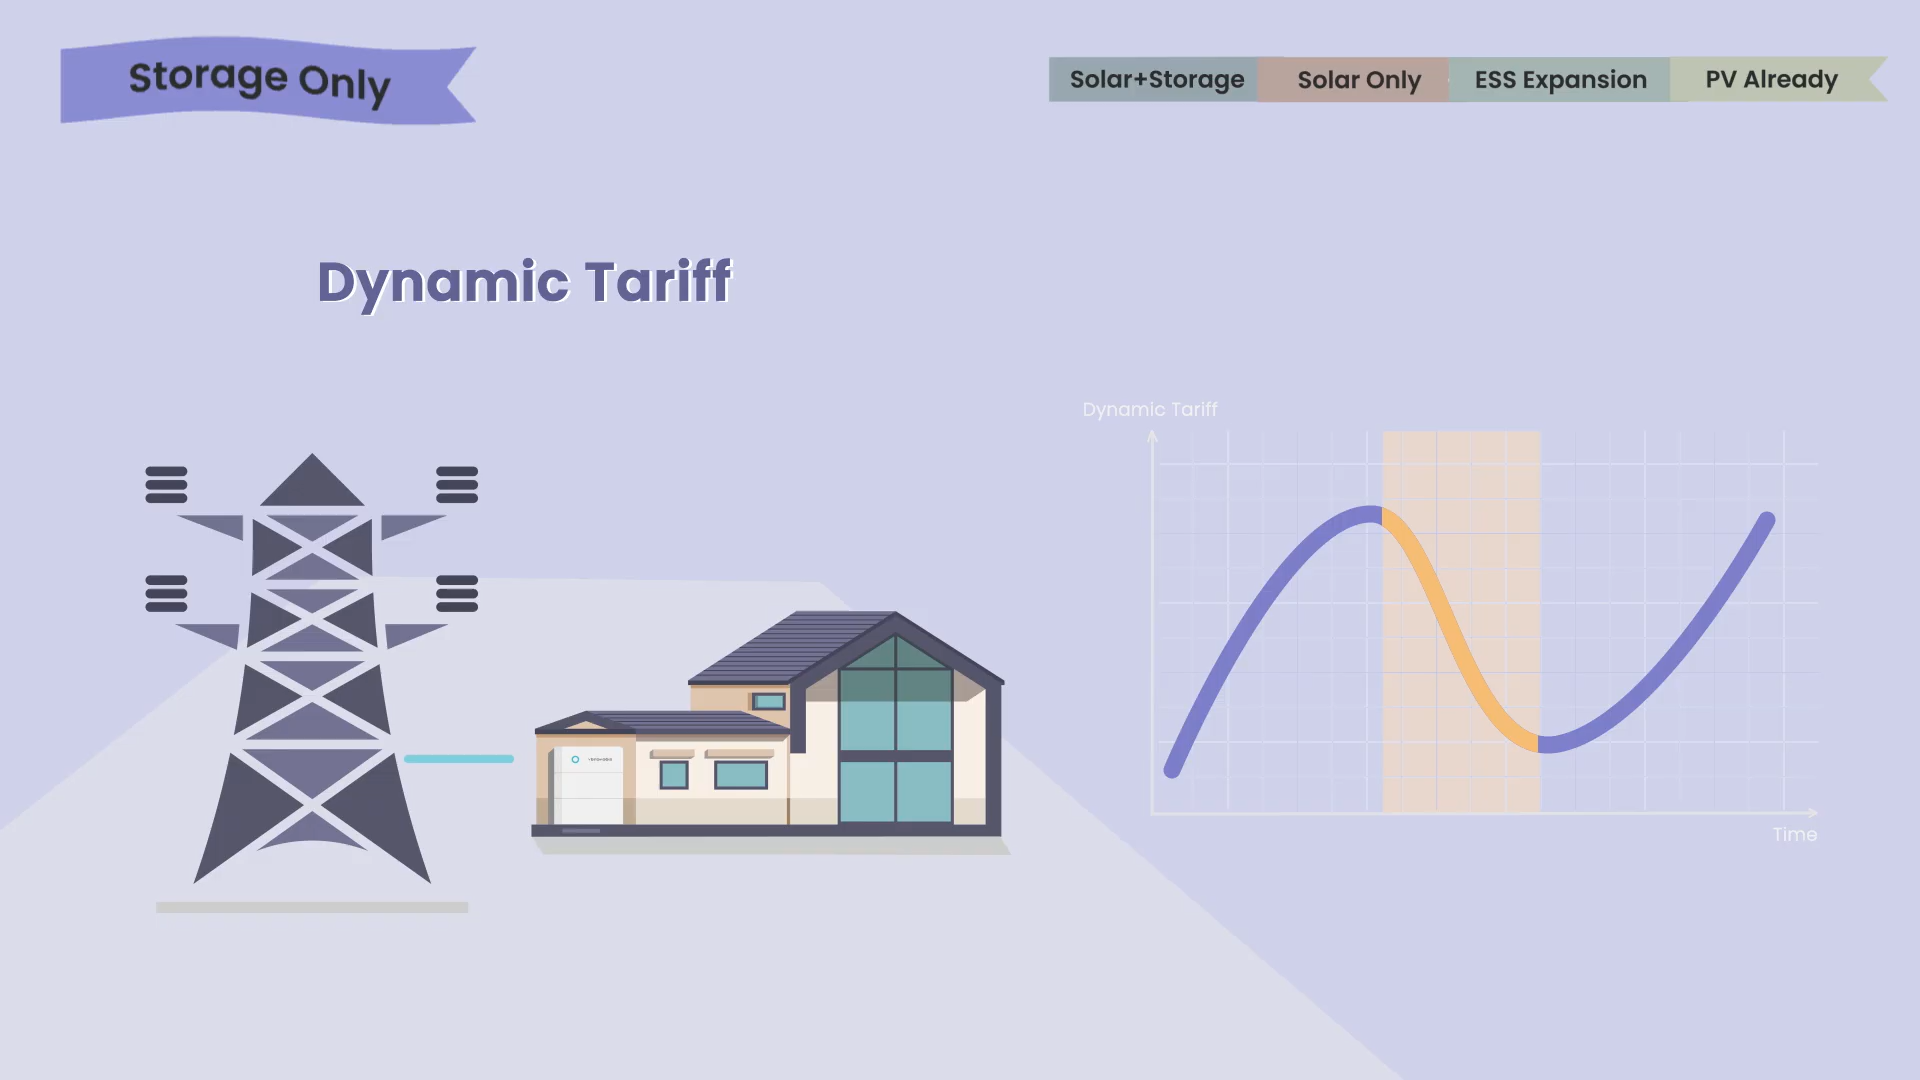 Storage Only
Solar+Storage
Solar Only
ESS Expansion
PV Already
Dynamic Tariff
Dynamic Tariff
Time